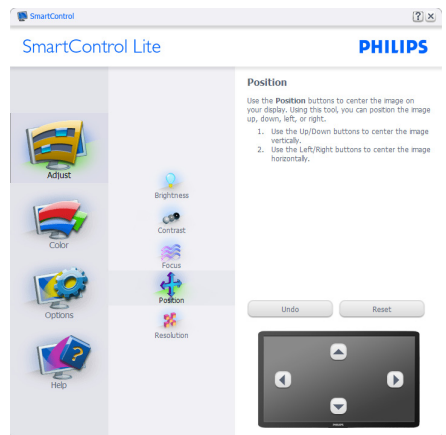 SmartControl
SmartControl Lite
PHILIPS
Adjust
Color
Options
Help
Brightness
Contrast
Focus
Position
Resolution
Position
Use the Position buttons to center the image on
your display. Using this tool, you can position the image
up, down, left, or right.
1. Use the Up/Down buttons to center the image
vertically.
2. Use the Left/Right buttons to center the image
horizontally.
Undo
Reset
PHILIPS